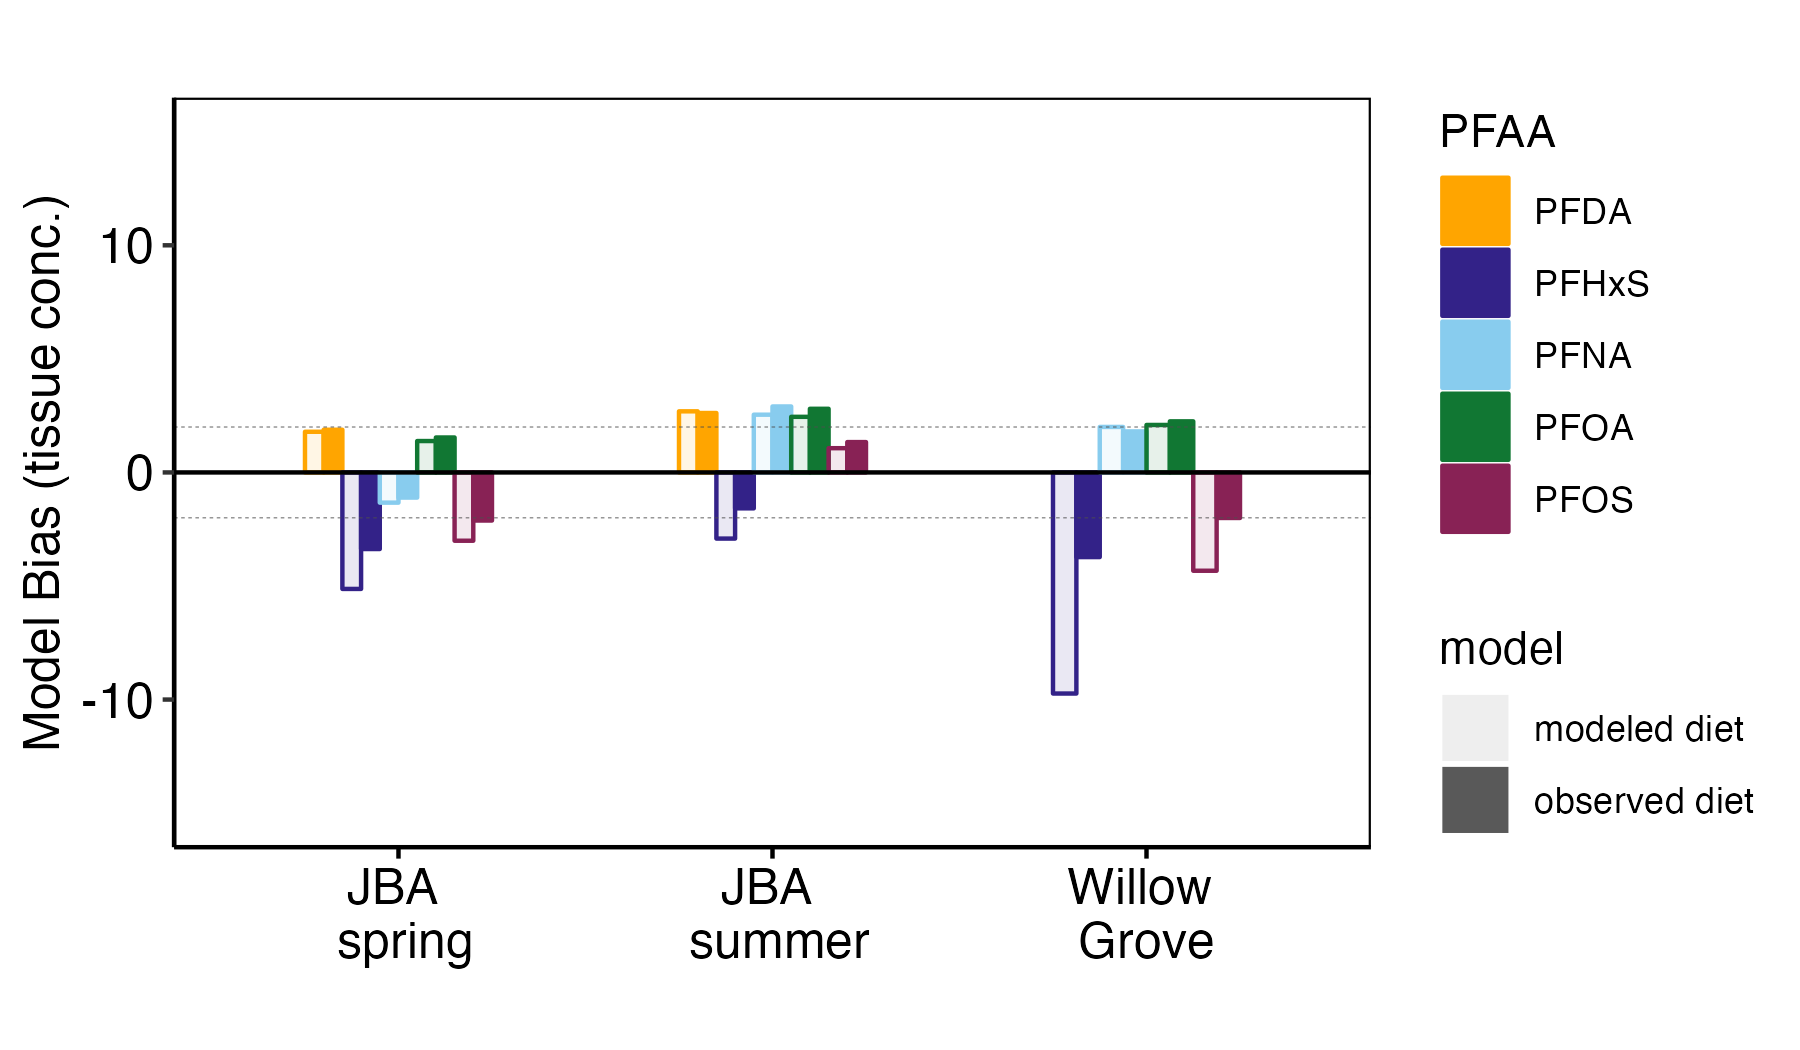 Model Bias (tissue conc.)
10
0
-10
JBA
spring
JBA
summer
Willow
Grove
PFAA
PFDA
PFHxS
PFNA
PFOA
PFOS
model
modeled diet
observed diet